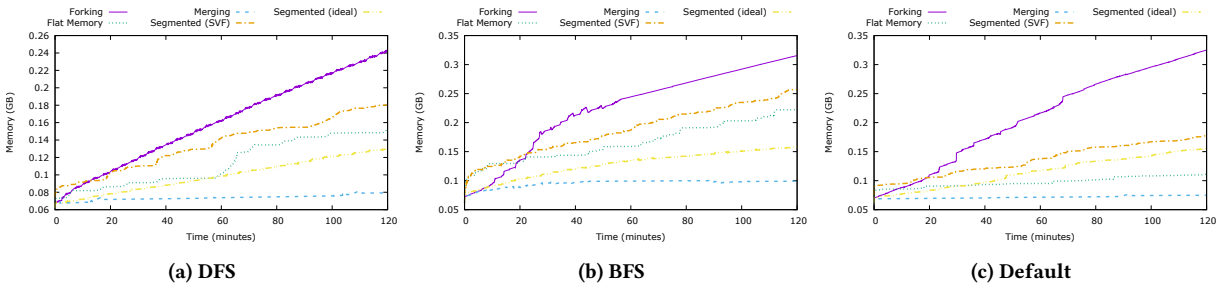 Forking Merging Segmented (ideal)
Flat Memory Segmented (SVF)
0.26
0.24
0.22
0.2
0.18
0.16
0.14
0.12
0.1
0.08
0.06
Memory (GB)
0 20 40 60 80 100 120
Time (minutes)
(a) DFS
Forking Merging Segmented (ideal)
Flat Memory Segmented (SVF)
0.35
0.3
0.25
0.2
0.15
0.1
0.05
Memory (GB)
0 20 40 60 80 100 120
Time (minutes)
(b) BFS
Forking Merging Segmented (ideal)
Flat Memory Segmented (SVF)
0.35
0.3
0.25
0.2
0.15
0.1
0.05
Memory (GB)
0 20 40 60 80 100 120
Time (minutes)
(c) Default